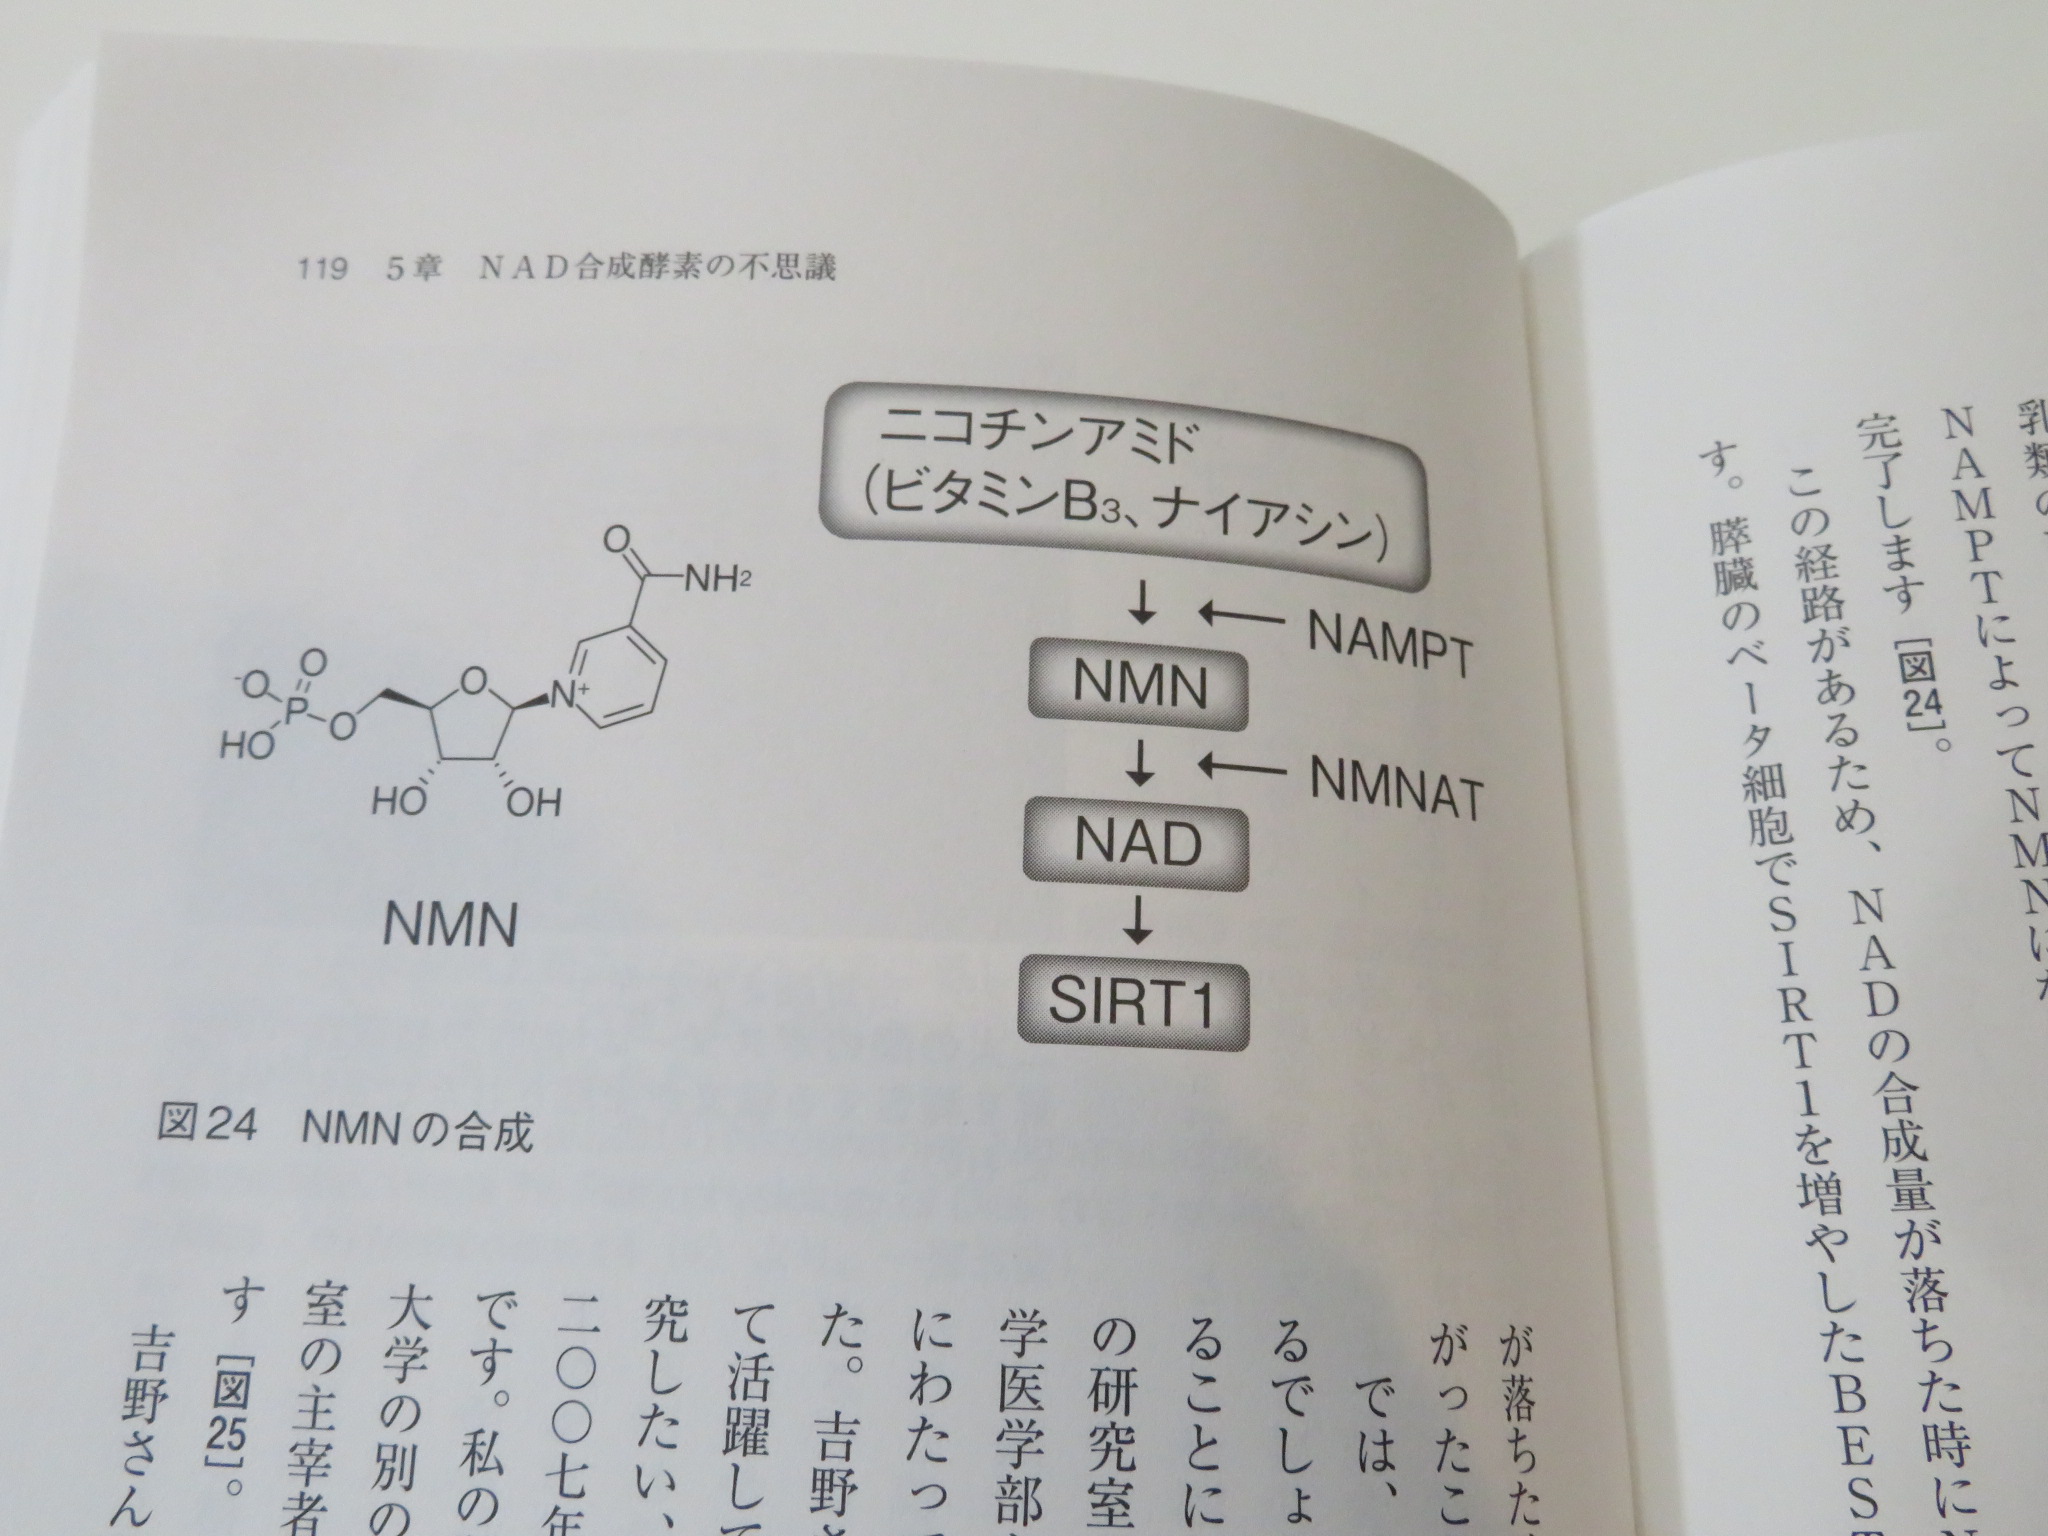 119 5章 NAD合成酵素の不思議
ニコチンアミド
(ビタミンB3、ナイアシン)
NAMPT
NMN
NMNAT
NAD
SIRT1
O
NH2
N+
O
O
-O
P
HO
O
HO
OH
NMN
図24 NMNの合成
が落ちた
がったこ
では、
るでしょ
ることに
の研究室
学医学部
にわたっ
た。吉野
て活躍し
究したい、
二〇〇七年
です。私の
大学の別の
室の主宰者
す[図25]。
吉野さん
乳類の
NAMPTによってNMNに
完了します[図24]。
この経路があるため、NADの合成量が落ちた時に
す。膵臓のベータ細胞でSIRT1を増やしたBES